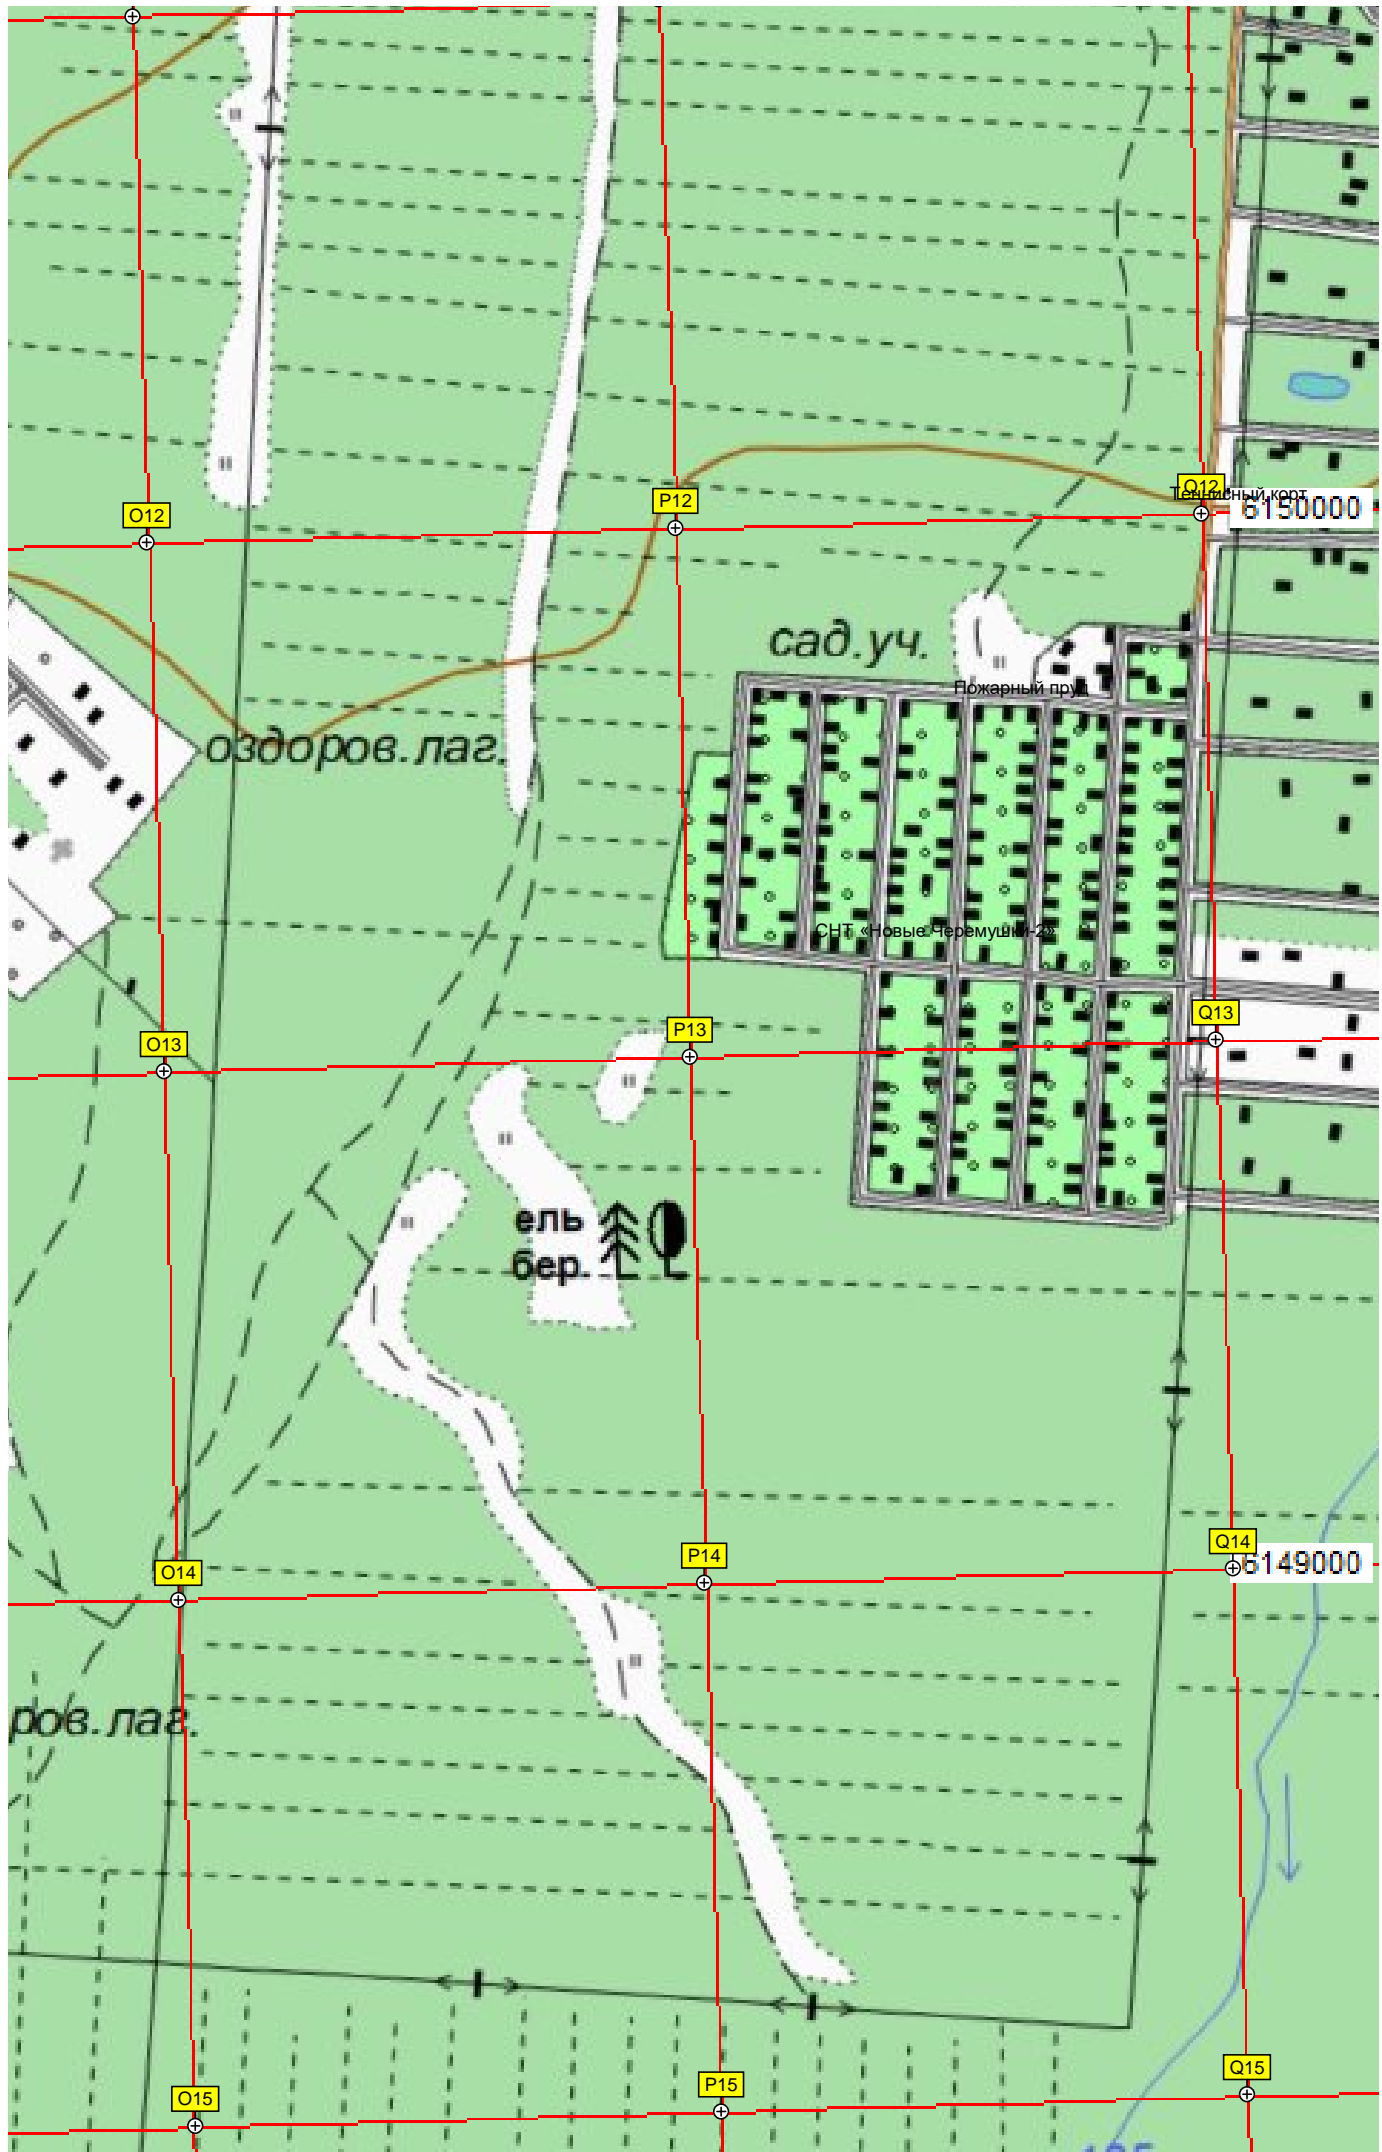 O12
P12
Q12
Теннисный корт
6150000
сад.уч.
Пожарный пруд
оздоров.лаг.
СНТ «Новые Черемушки-2»
O13
P13
Q13
ель
бер.
O14
P14
Q14
6149000
ров.лаг.
O15
P15
Q15